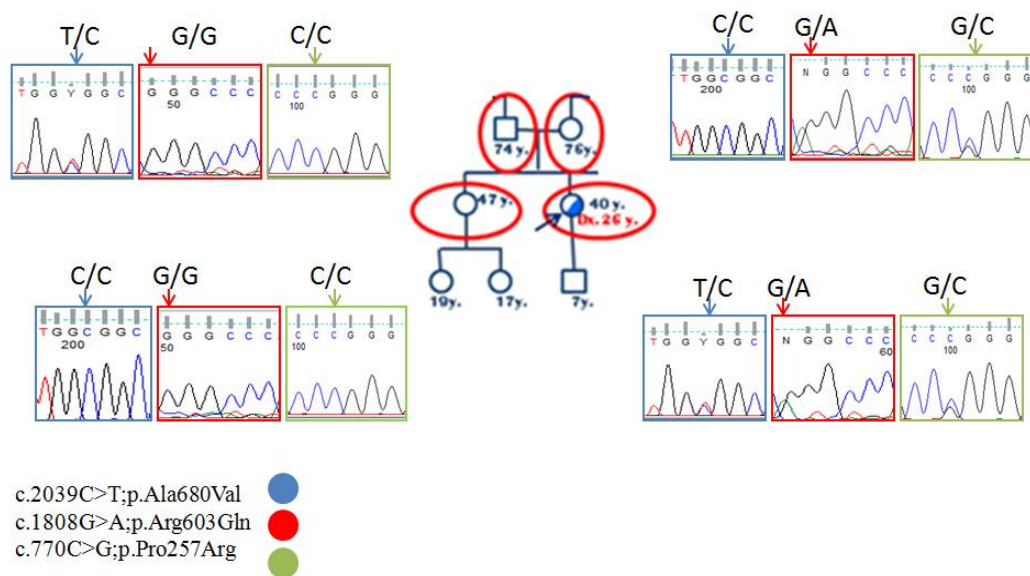 T/C G/G C/C
T G G Y G G C
G G G C C C
50
C C C G G G
100
C/C G/A G/C
T G G C G G C
200
N G G C C C
C C C G G G
100
74 y. 76y.
47 y. 40 y.
Dx. 26 y.
19y. 17y. 7y.
C/C G/G C/C
T G G C G G C
200
50
G G G C C C
C C C G G G
100
T/C G/A G/C
T G G Y G G C
N G G C C C
60
C C C G G G
100
c.2039C>T;p.Ala680Val
c.1808G>A;p.Arg603Gln
c.770C>G;p.Pro257Arg